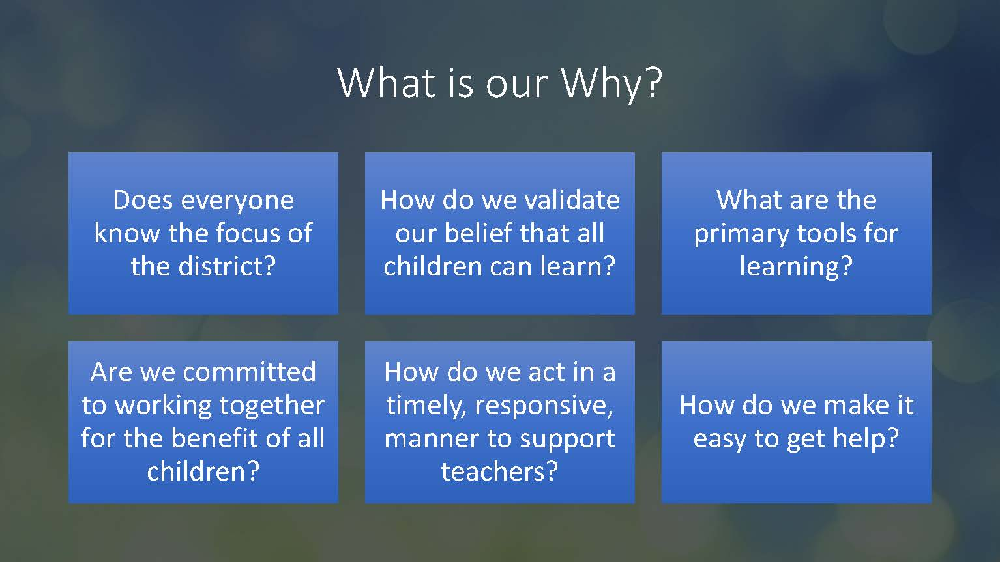 What is our Why?
Does everyone
know the focus of
the district?
How do we validate
our belief that all
children can learn?
What are the
primary tools for
learning?
Are we committed
to working together
for the benefit of all
children?
How do we act in a
timely, responsive,
manner to support
teachers?
How do we make it
easy to get help?